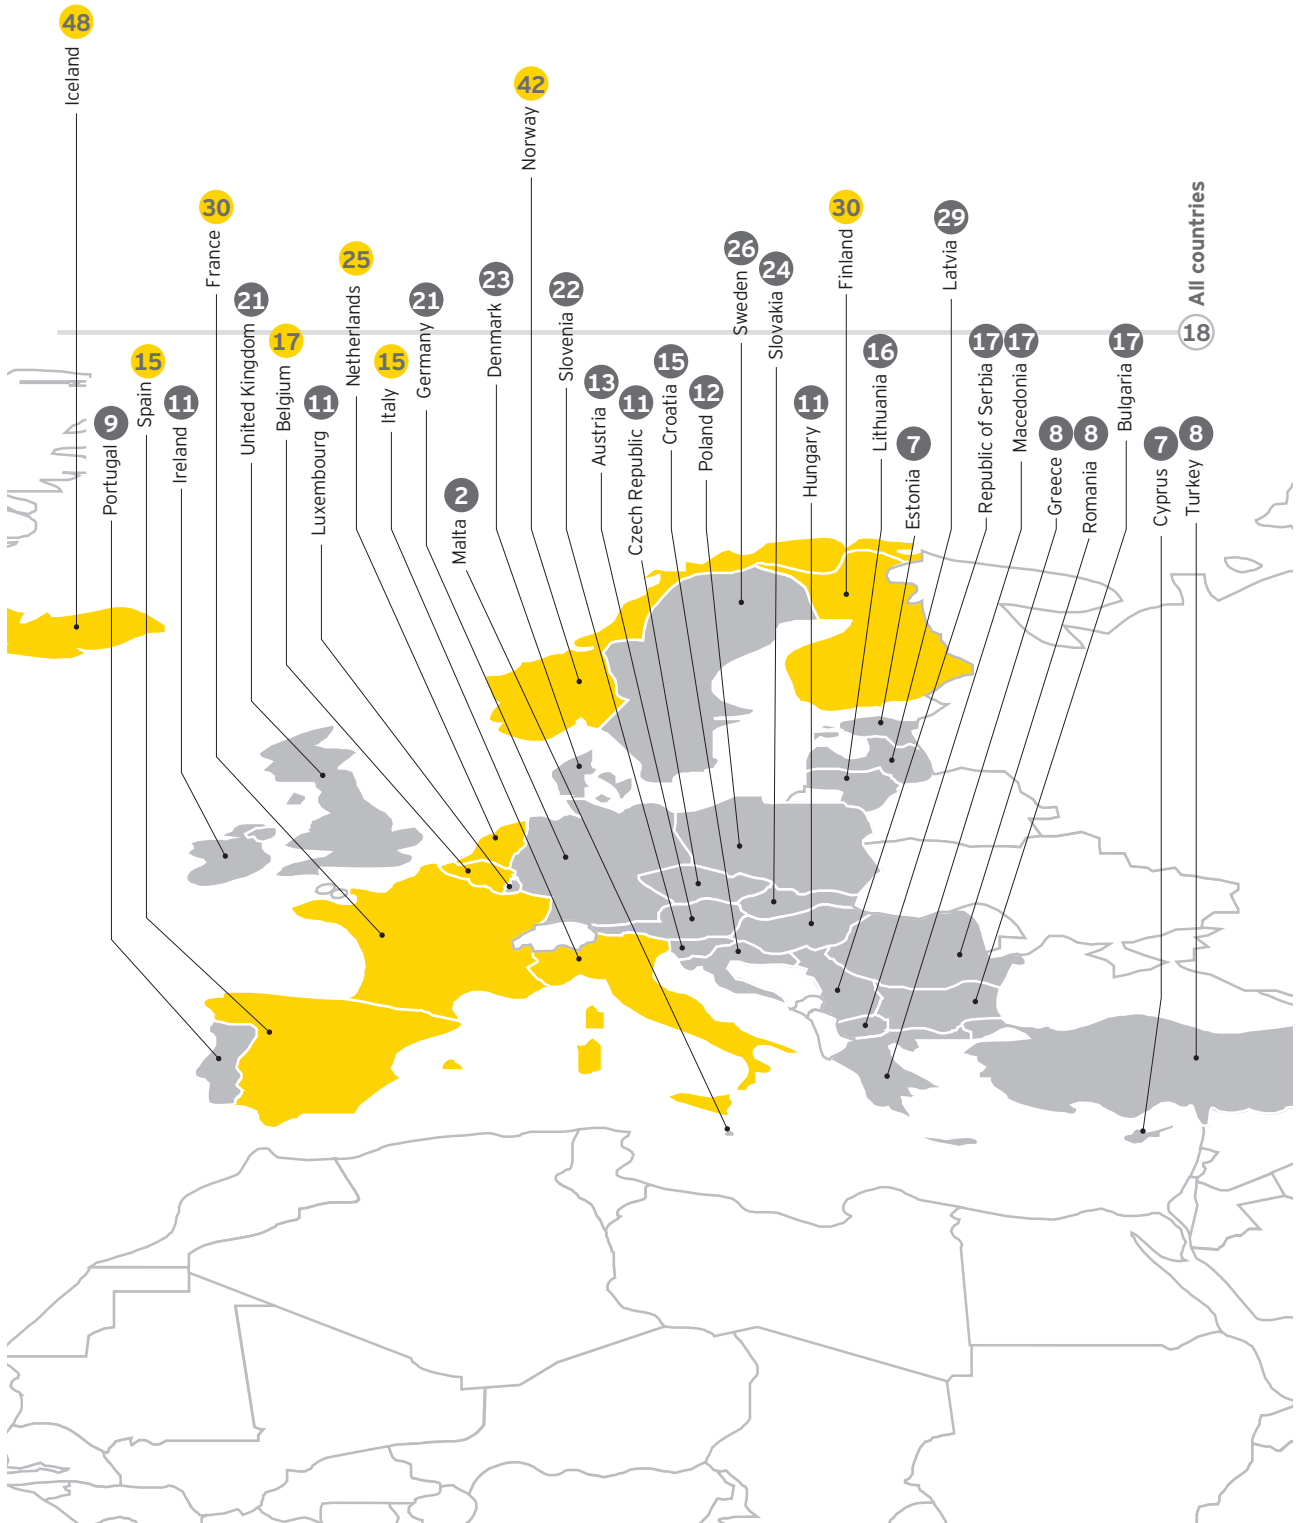 48
Iceland
9
Portugal
15
Spain
11
Ireland
30
France
21
United Kingdom
17
Belgium
11
Luxembourg
25
Netherlands
15
Italy
21
Germany
2
Malta
23
Denmark
42
Norway
22
Slovenia
13
Austria
11
Czech Republic
15
Croatia
12
Poland
26
Sweden
24
Slovakia
11
Hungary
30
Finland
16
Lithuania
7
Estonia
29
Latvia
17
Republic of Serbia
17
Macedonia
8
Greece
8
Romania
17
Bulgaria
7
Cyprus
8
Turkey
All countries
18